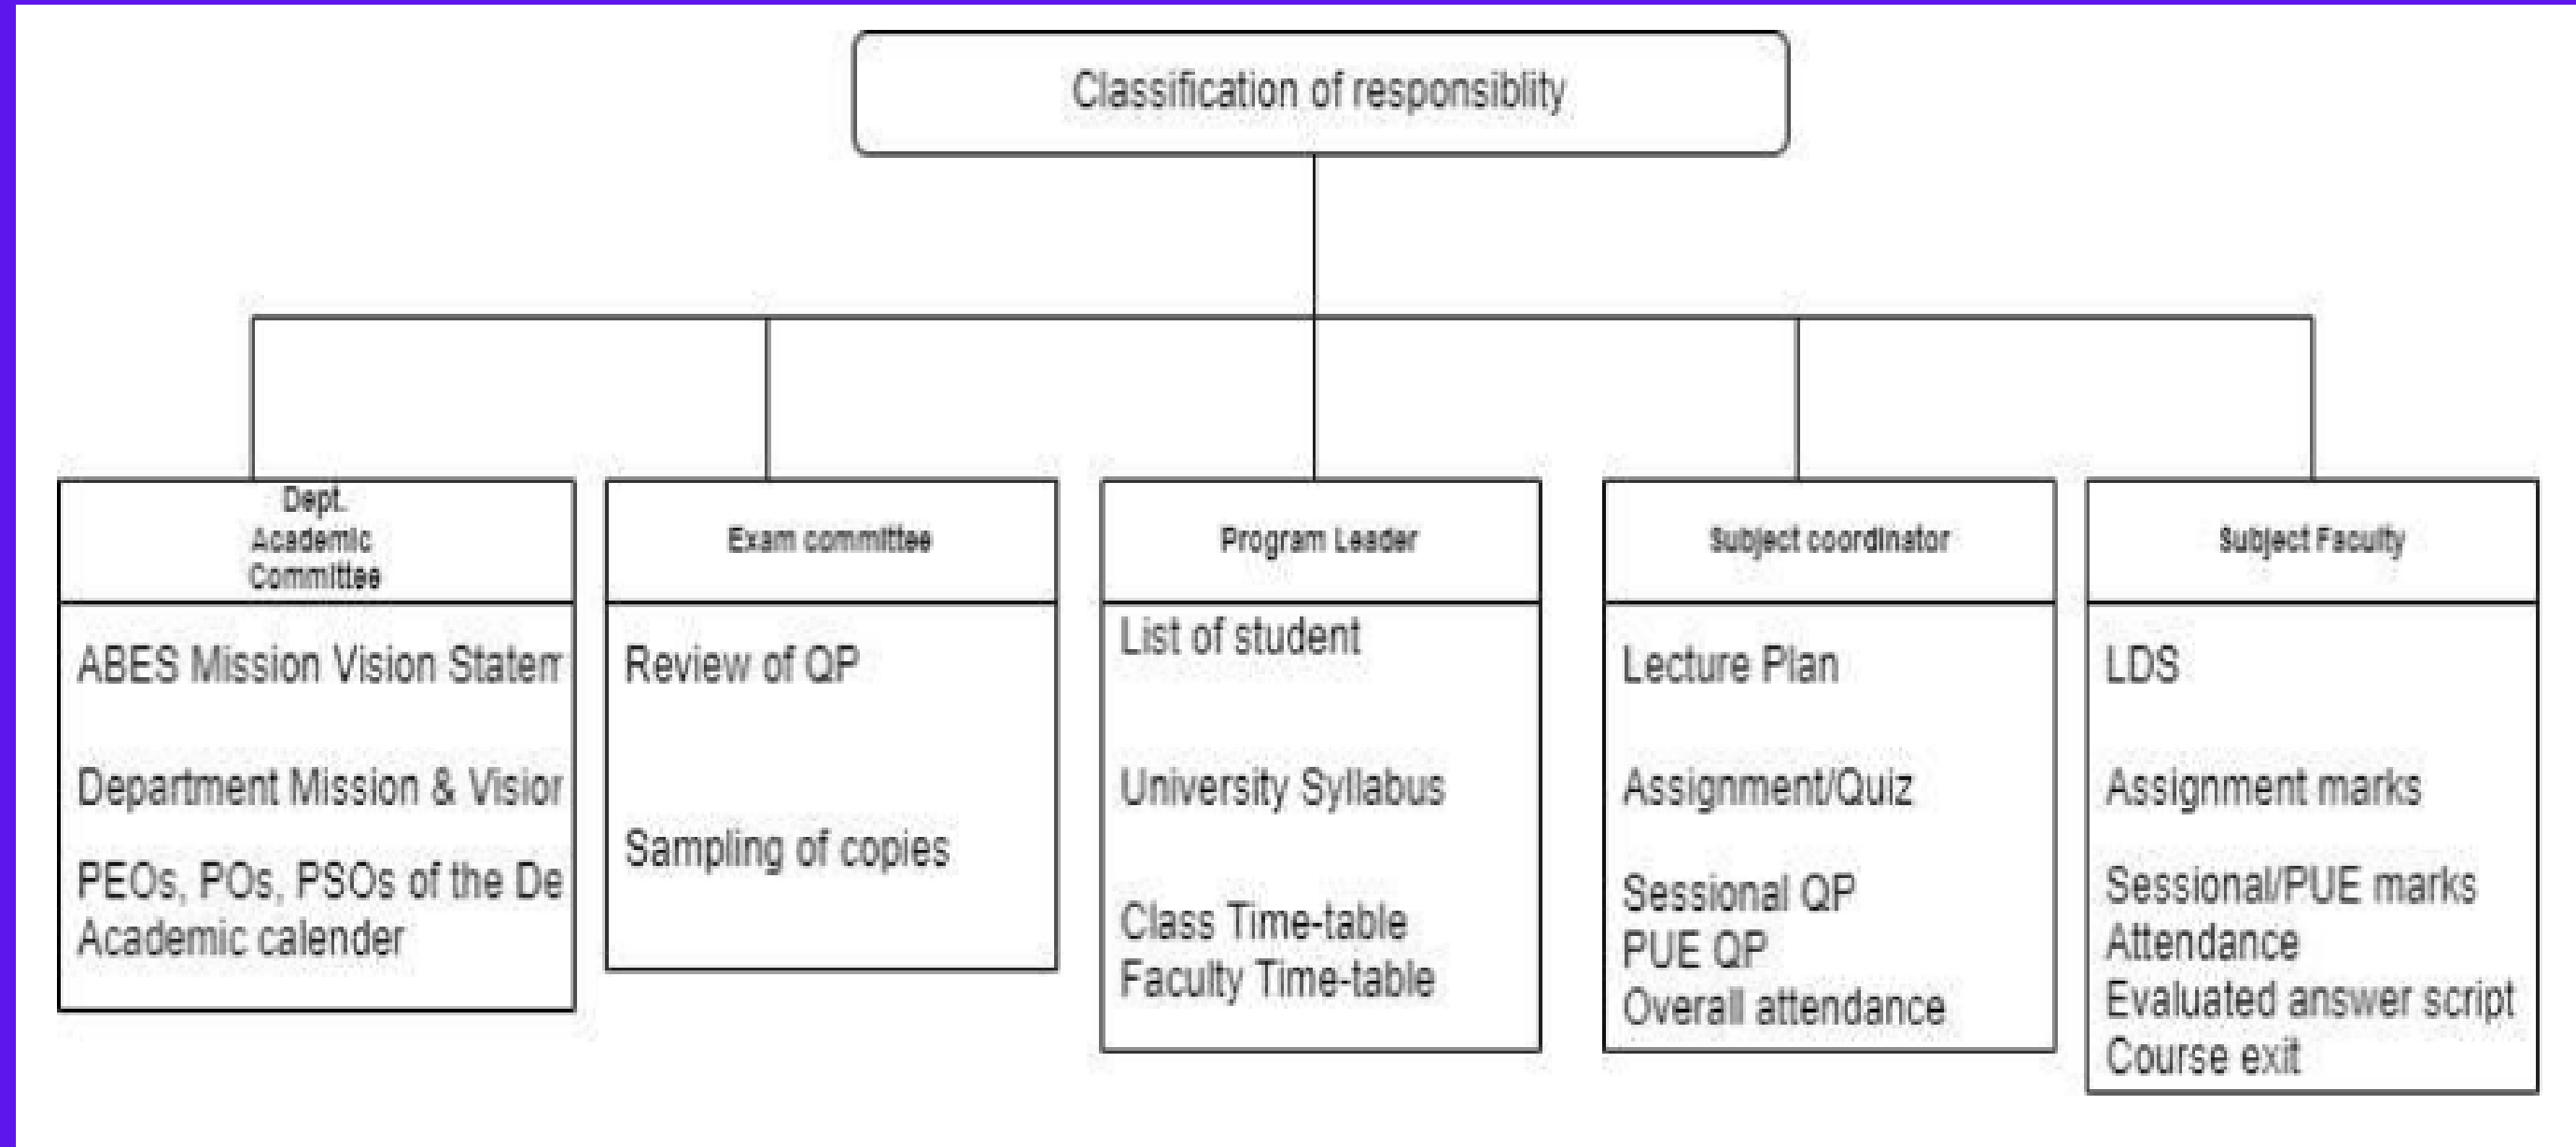 Classification of responsiblity
Dept.
Academic
Committee
ABES Mission Vision Statem
Department Mission & Vision
PEOs, POs, PSOs of the De
Academic calender
Exam committee
Review of QP
Sampling of copies
Program Leader
List of student
University Syllabus
Class Time-table
Faculty Time-table
Subject coordinator
Lecture Plan
Assignment/Quiz
Sessional QP
PUE QP
Overall attendance
Subject Faculty
LDS
Assignment marks
Sessional/PUE marks
Attendance
Evaluated answer script
Course exit